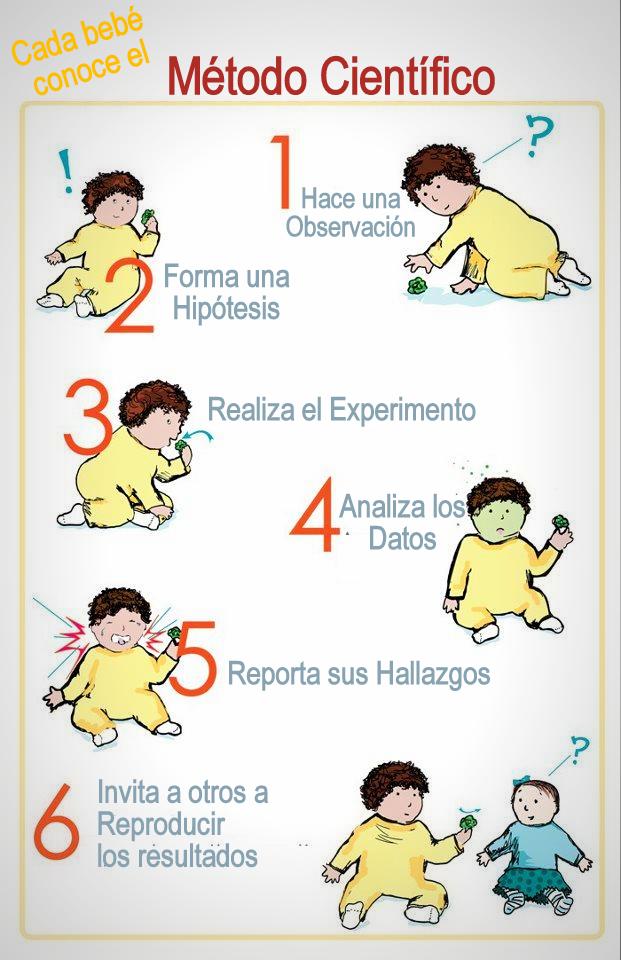 Cada bebé
conoce el
Método Científico
!
?
1
Hace una
Observación
2
Forma una
Hipótesis
3
Realiza el Experimento
4
Analiza los
Datos
5
Reporta sus Hallazgos
?
6
Invita a otros a
Reproducir
los resultados